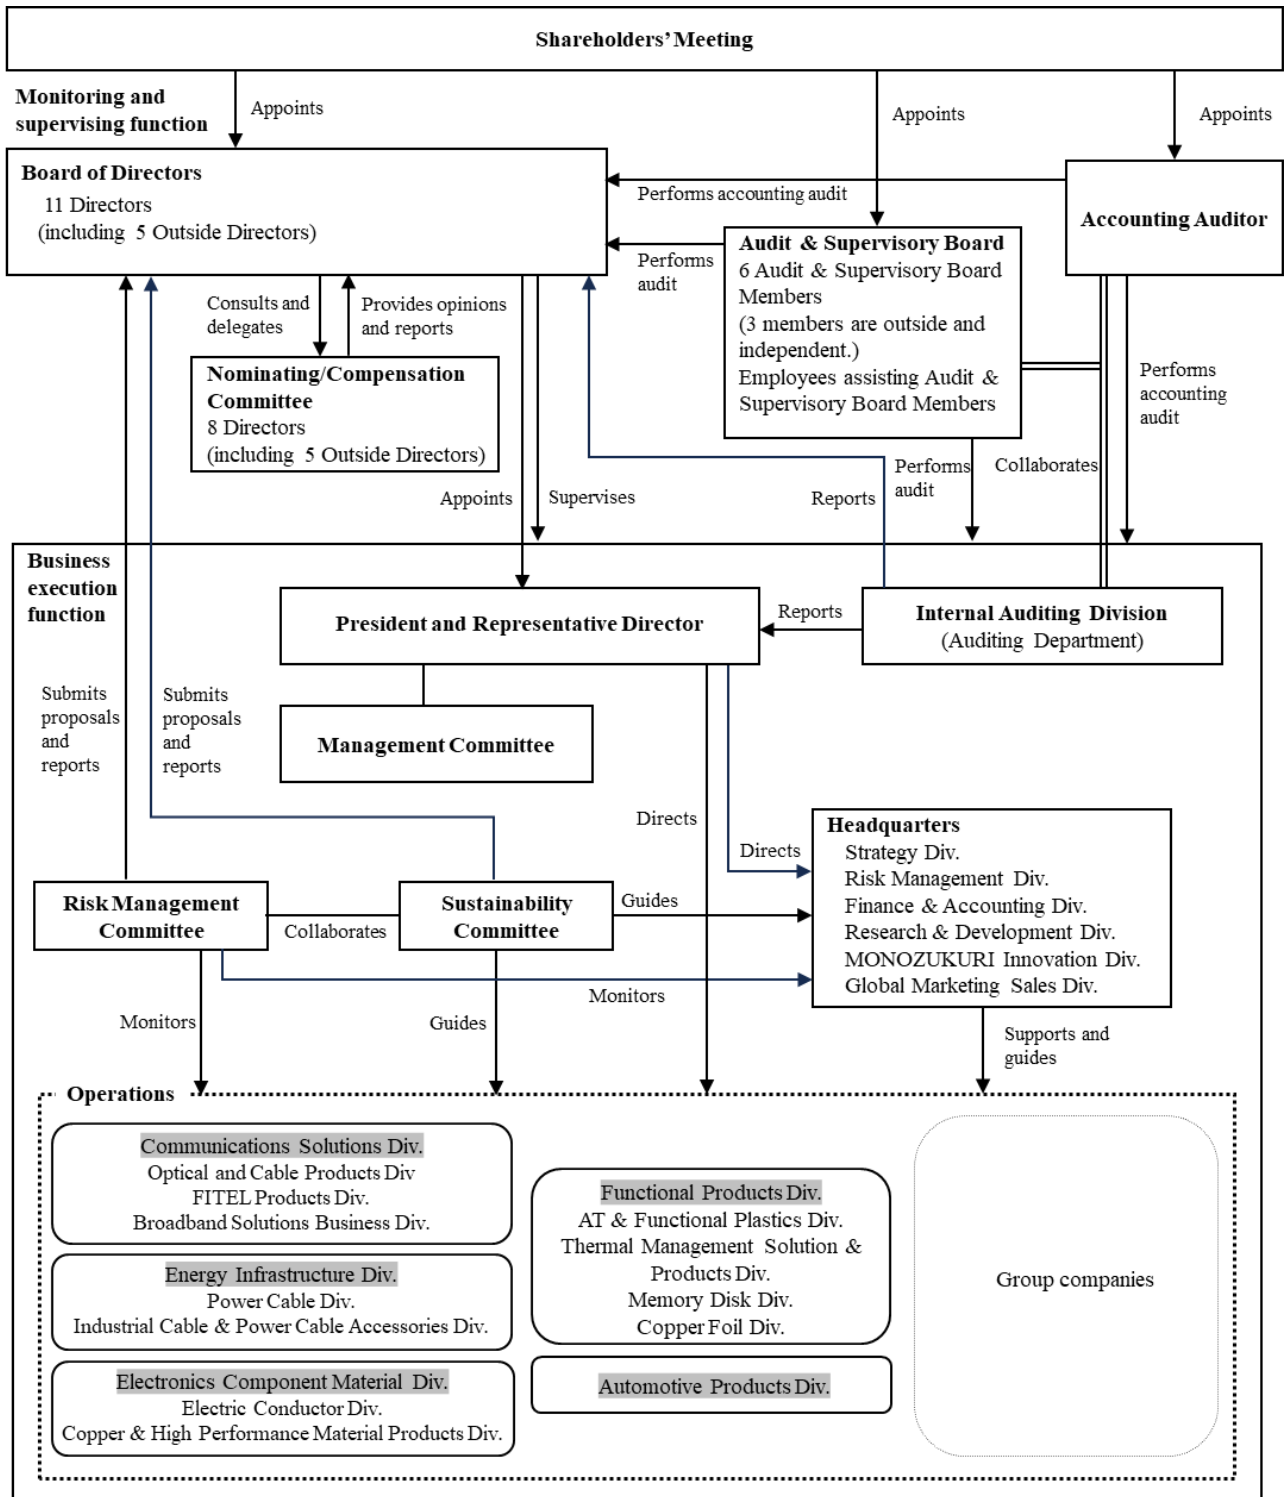 Shareholders' Meeting
Monitoring and
supervising function
Appoints
Appoints
Appoints
Board of Directors
11 Directors
(including 5 Outside Directors)
Performs accounting audit
Accounting Auditor
Performs
audit
Audit & Supervisory Board
6 Audit & Supervisory Board
Members
(3 members are outside and
independent.)
Employees assisting Audit &
Supervisory Board Members
Consults and
delegates
Provides opinions
and reports
Nominating/Compensation
Committee
8 Directors
(including 5 Outside Directors)
Performs
accounting
audit
Appoints
Supervises
Reports
Performs
audit
Collaborates
Business
execution
function
President and Representative Director
Reports
Internal Auditing Division
(Auditing Department)
Submits
proposals
and
reports
Submits
proposals
and
reports
Management Committee
Directs
Directs
Headquarters
Strategy Div.
Risk Management Div.
Finance & Accounting Div.
Research & Development Div.
MONOZUKURI Innovation Div.
Global Marketing Sales Div.
Risk Management
Committee
Collaborates
Sustainability
Committee
Guides
Monitors
Monitors
Guides
Supports and
guides
Operations
Communications Solutions Div.
Optical and Cable Products Div
FITEL Products Div.
Broadband Solutions Business Div.
Energy Infrastructure Div.
Power Cable Div.
Industrial Cable & Power Cable Accessories Div.
Electronics Component Material Div.
Electric Conductor Div.
Copper & High Performance Material Products Div.
Functional Products Div.
AT & Functional Plastics Div.
Thermal Management Solution &
Products Div.
Memory Disk Div.
Copper Foil Div.
Automotive Products Div.
Group companies